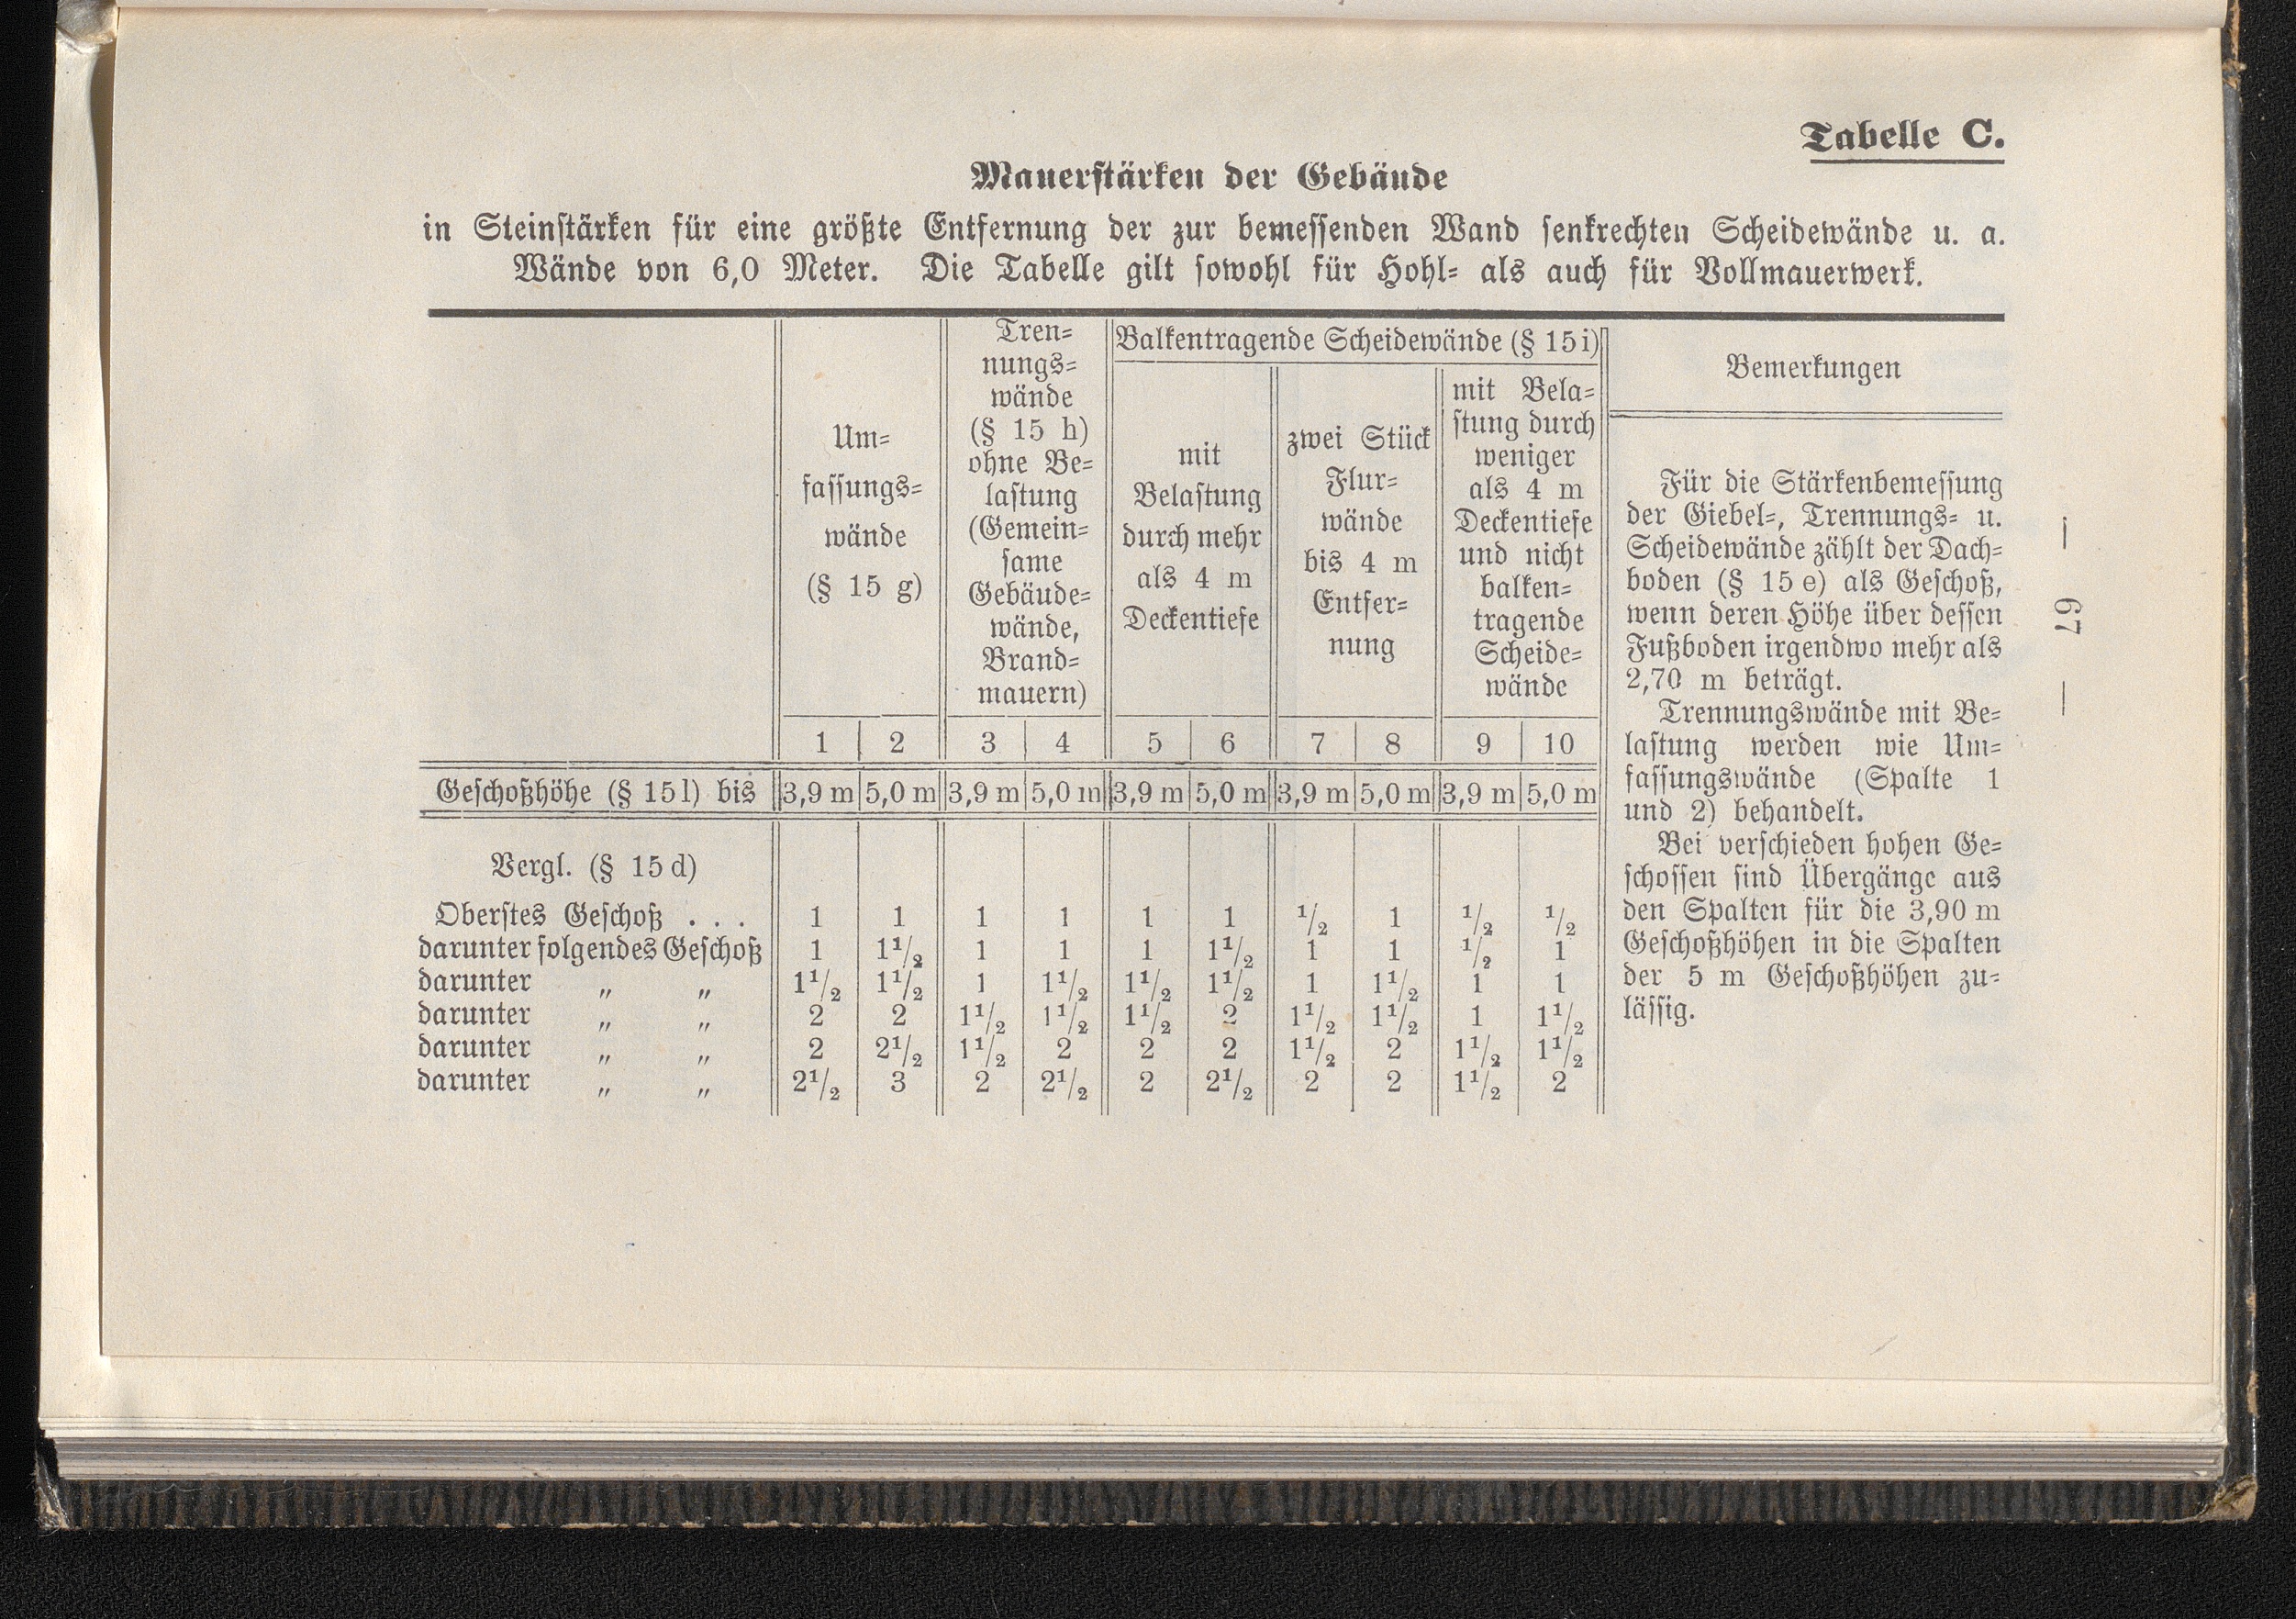 Tabelle C.
Mauerstärken der Gebäude
in Steinstärken für eine größte Entfernung der zur bemessenden Wand senkrechten Scheidewände u. a.
Wände von 6,0 Meter. Die Tabelle gilt sowohl für Hohl- als auch für Vollmauerwerk.
Um-
fassungs-
wände
(§ 15 g)
Tren-
nungs-
wände
(§ 15 h)
ohne Be-
lastung
(Gemein-
same
Gebäude-
wände,
Brand-
mauern)
Balkentragende Scheidewände (§ 15 i)
mit
Belastung
durch mehr
als 4 m
Deckentiefe
zwei Stück
Flur-
wände
bis 4 m
Entfer-
nung
mit Bela-
stung durch
weniger
als 4 m
Deckentiefe
und nicht
balken-
tragende
Scheide-
wände
1 2 3 4 5 6 7 8 9 10
Geschoßhöhe (§ 15 l) bis 3,9 m 5,0 m 3,9 m 5,0 m 3,9 m 5,0 m 3,9 m 5,0 m 3,9 m 5,0 m
Vergl. (§ 15 d)
Oberstes Geschoß . . . 1 1 1 1 1 1 1/2 1 1/2 1/2
darunter folgendes Geschoß 1 1 1/2 1 1 1 1 1/2 1 1 1/2 1
darunter „ „ 1 1/2 1 1/2 1 1 1/2 1 1/2 1 1/2 1 1 1/2 1 1
darunter „ „ 2 2 1 1/2 1 1/2 1 1/2 2 1 1/2 1 1/2 1 1 1/2
darunter „ „ 2 2 1/2 1 1/2 2 2 2 1 1/2 2 1 1/2 1 1/2
darunter „ „ 2 1/2 3 2 2 1/2 2 2 1/2 2 2 1 1/2 2
Bemerkungen
Für die Stärkenbemessung
der Giebel-, Trennungs- u.
Scheidewände zählt der Dach-
boden (§ 15 e) als Geschoß,
wenn deren Höhe über dessen
Fußboden irgendwo mehr als
2,70 m beträgt.
Trennungswände mit Be-
lastung werden wie Um-
fassungswände (Spalte 1
und 2) behandelt.
Bei verschieden hohen Ge-
schossen sind Übergänge aus
den Spalten für die 3,90 m
Geschoßhöhen in die Spalten
der 5 m Geschoßhöhen zu-
lässig.
— 67 —